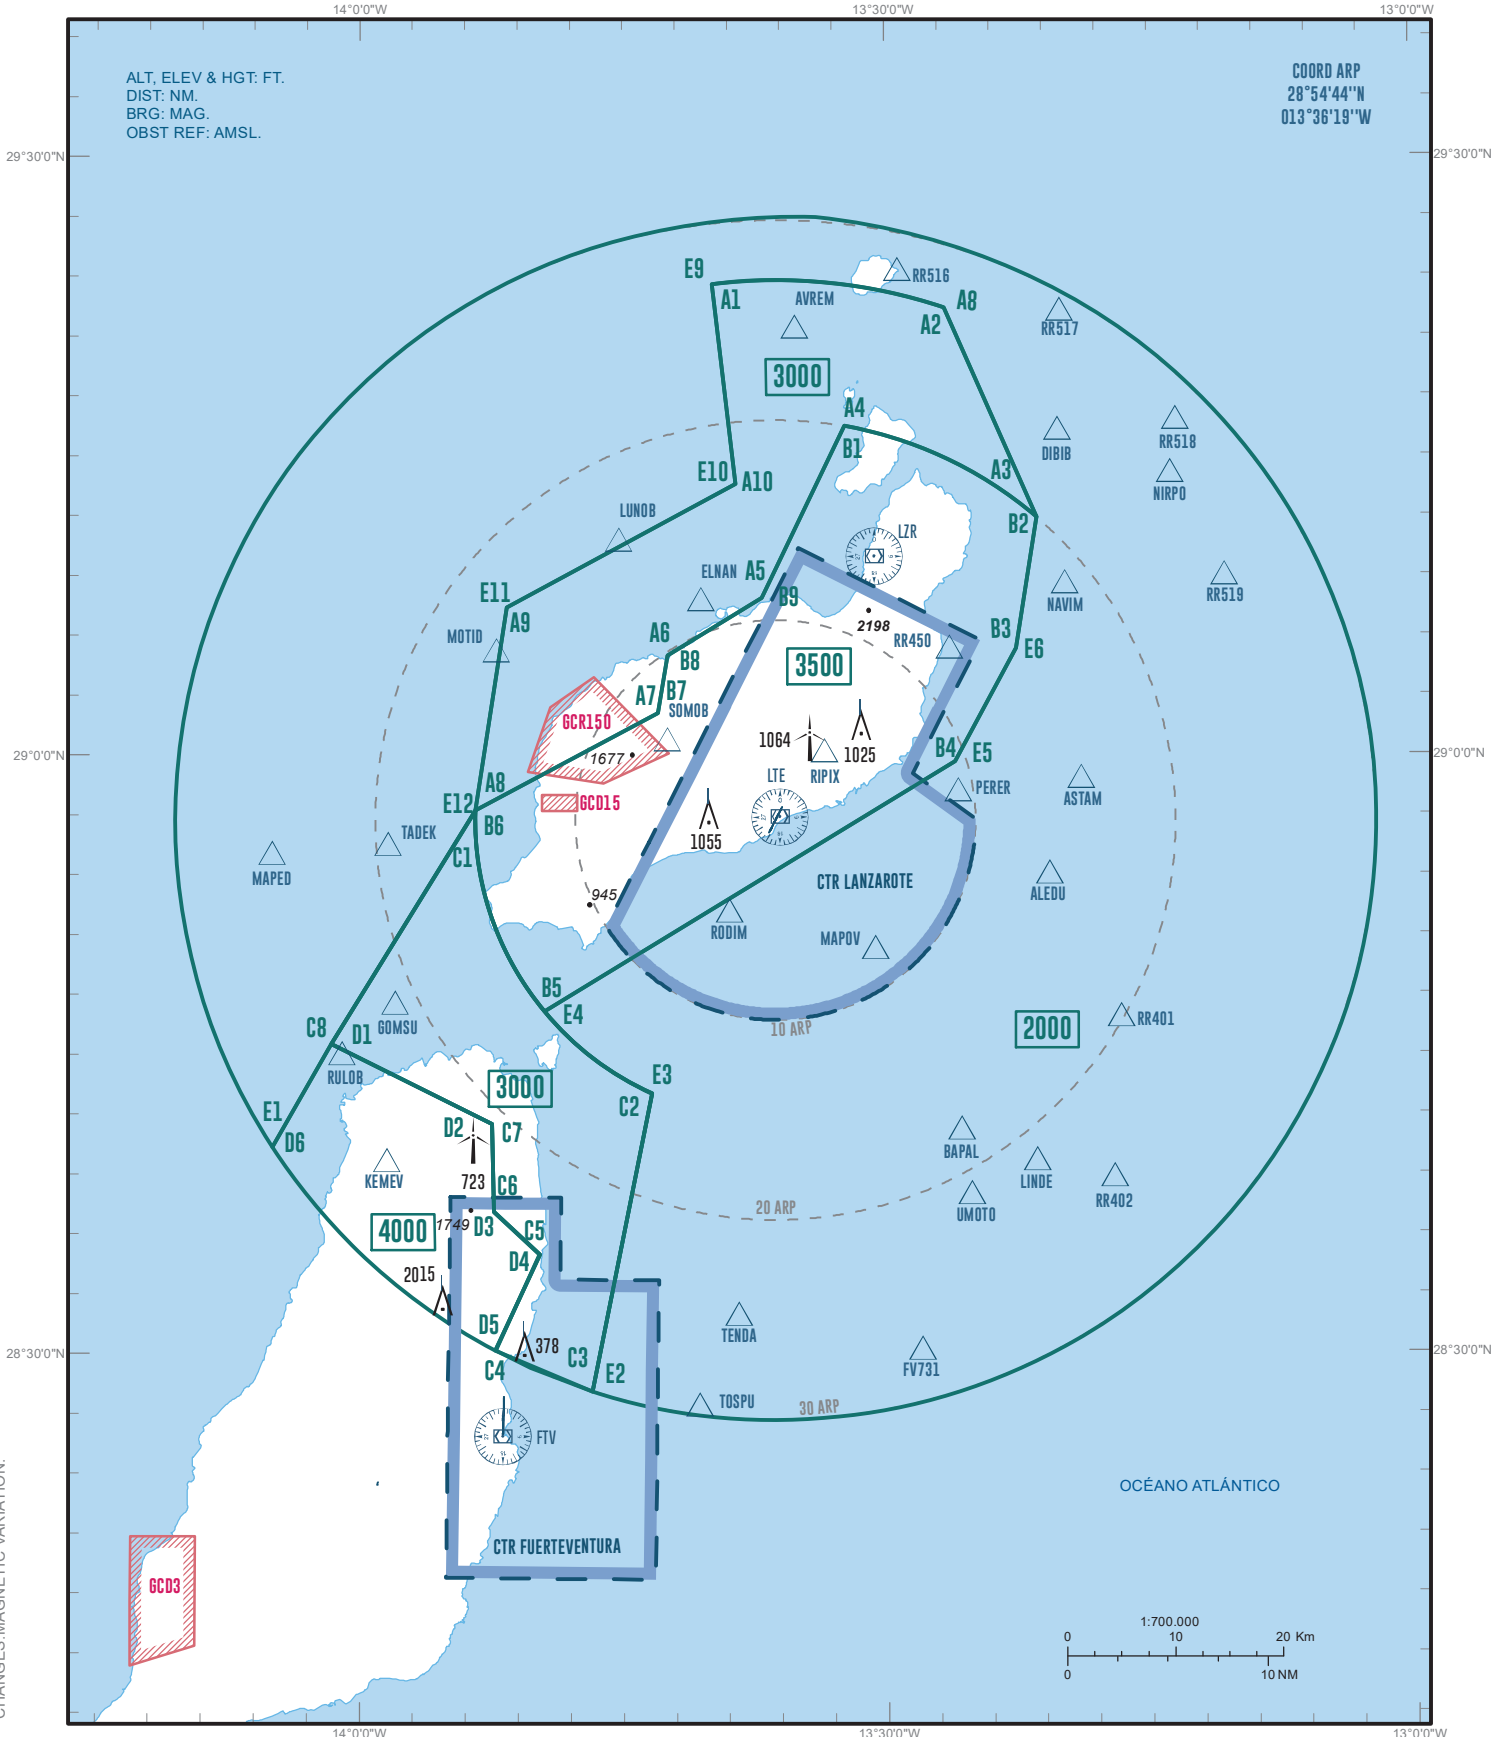 14°0'0"W
13°30'0"W
13°0'0"W
ALT, ELEV & HGT: FT.
DIST: NM.
BRG: MAG.
OBST REF: AMSL.
COORD ARP
28°54'44''N
013°36'19''W
29°30'0"N
29°30'0"N
E9
RR516
A1
AVREM
A8
A2
RR517
3000
A4
B1
DIBIB
RR518
A3
E10
A10
NIRPO
LUNOB
B2
LZR
ELNAN
A5
E11
B9
NAVIM
RR519
A9
2198
MOTID
A6
B3
RR450
E6
B8
3500
B7
A7
SOMOB
GCR150
1064
1025
B4
E5
29°0'0"N
29°0'0"N
1677
LTE
RIPIX
A8
PERER
ASTAM
E12
GCD15
B6
TADEK
1055
C1
MAPED
CTR LANZAROTE
945
ALEDU
RODIM
MAPOV
B5
E4
GOMSU
C8
D1
10 ARP
2000
RR401
RULOB
3000
E3
C2
E1
D6
D2
C7
BAPAL
KEMEV
723
C6
LINDE
RR402
20 ARP
UMOTO
4000
1749
D3
C5
D4
2015
D5
378
TENDA
C4
C3
E2
FV731
28°30'0"N
28°30'0"N
TOSPU
30 ARP
FTV
OCÉANO ATLÁNTICO
CTR FUERTEVENTURA
GCD3
CHANGES:MAGNETIC VARIATION.
1:700.000
0
10
20 Km
0
10 NM
14°0'0"W
13°30'0"W
13°0'0"W